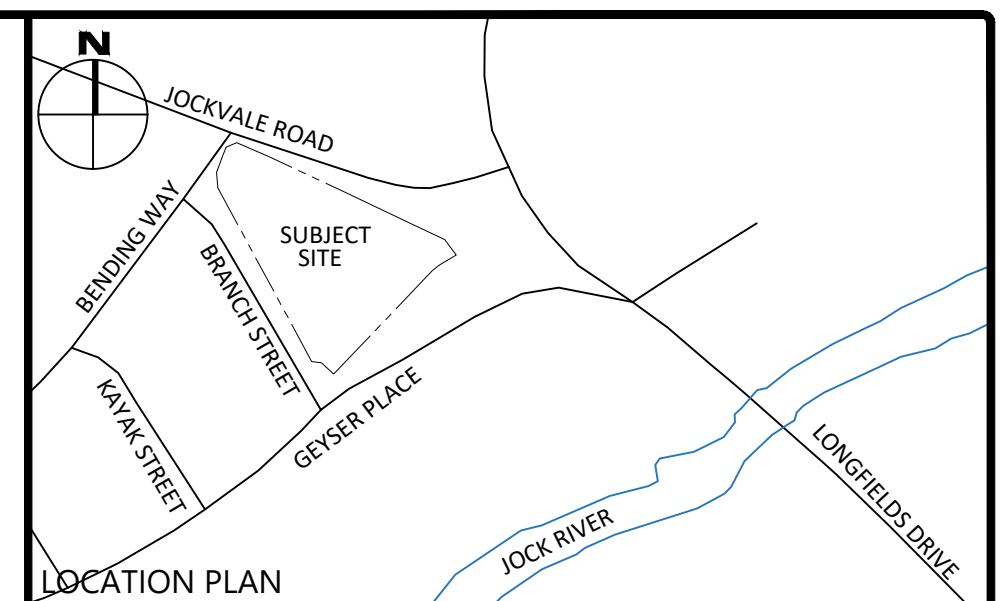 N
JOCKVALE ROAD
BENDING WAY
SUBJECT
SITE
BRANCH STREET
KAYAK STREET
GEYSER PLACE
LONGFIELDS DRIVE
JOCK RIVER
LOCATION PLAN